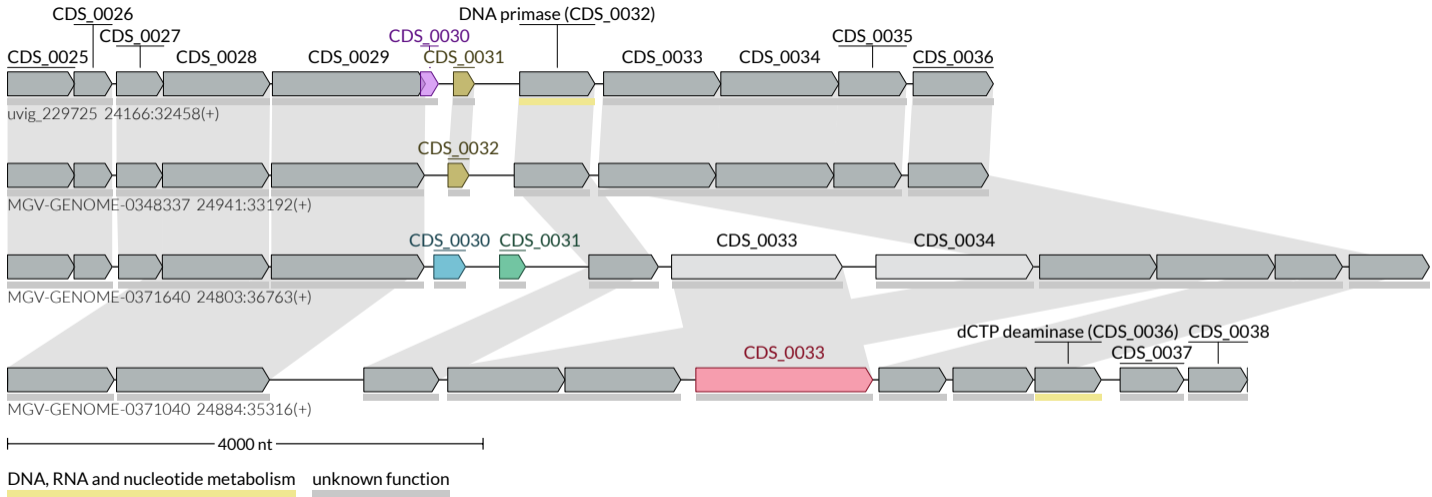 CDS_0026
DNA primase (CDS_0032)
CDS_0027
CDS_0030
CDS_0035
CDS_0025
CDS_0028
CDS_0029
CDS_0031
CDS_0033
CDS_0034
CDS_0036
uvig_229725 24166:32458(+)
CDS_0032
MGV-GENOME-0348337 24941:33192(+)
CDS_0030
CDS_0031
CDS_0033
CDS_0034
MGV-GENOME-0371640 24803:36763(+)
dCTP deaminase (CDS_0036)
CDS_0038
CDS_0033
CDS_0037
MGV-GENOME-0371040 24884:35316(+)
4000 nt
DNA, RNA and nucleotide metabolism
unknown function